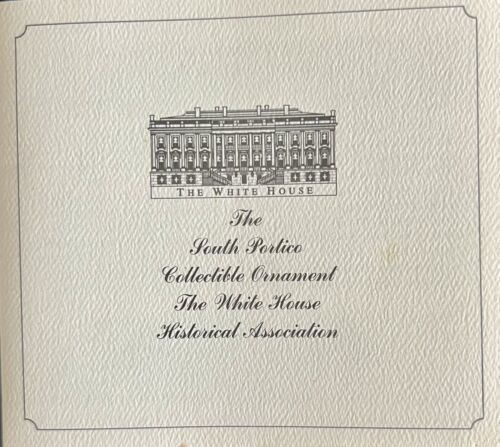 THE WHITE HOUSE
The
South Portico
Collectible Ornament
The White House
Historical Association